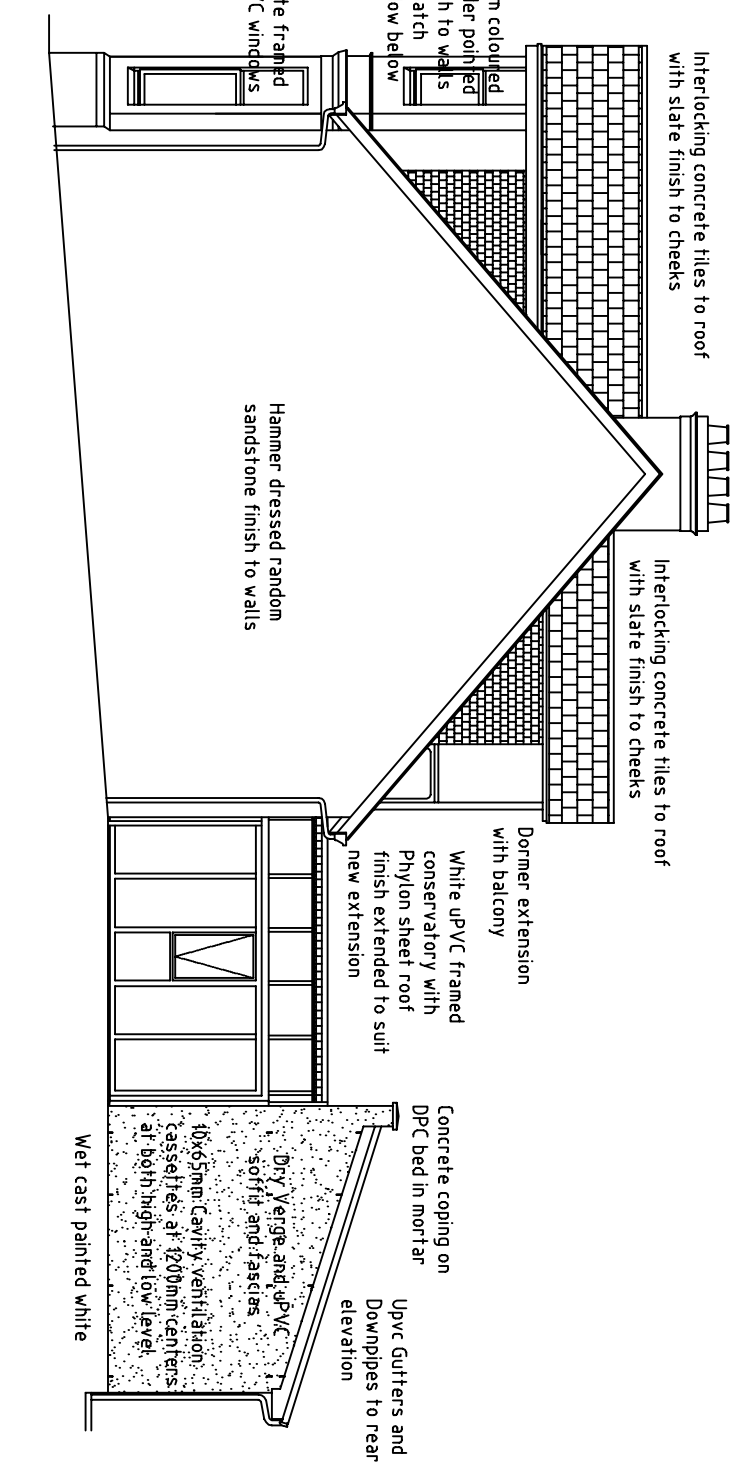 Interlocking concrete tiles to roof
with slate finish to cheeks
Interlocking concrete tiles to roof
with slate finish to cheeks
coloured
pointed
to walls
below
framed
windows
Hammer dressed random
sandstone finish to walls
Dormer extension
with balcony
White uPVC framed
conservatory with
Phylon sheet roof
finish extended to suit
new extension
Concrete coping on
DPC bed in mortar
Upvc Gutters and
Downpipes to rear
elevation
Dry Verge and uPVC
soffit and fascias
10x65mm Cavity ventilation
cassettes at 1200mm centers
at both high and low level
Wet cast painted white